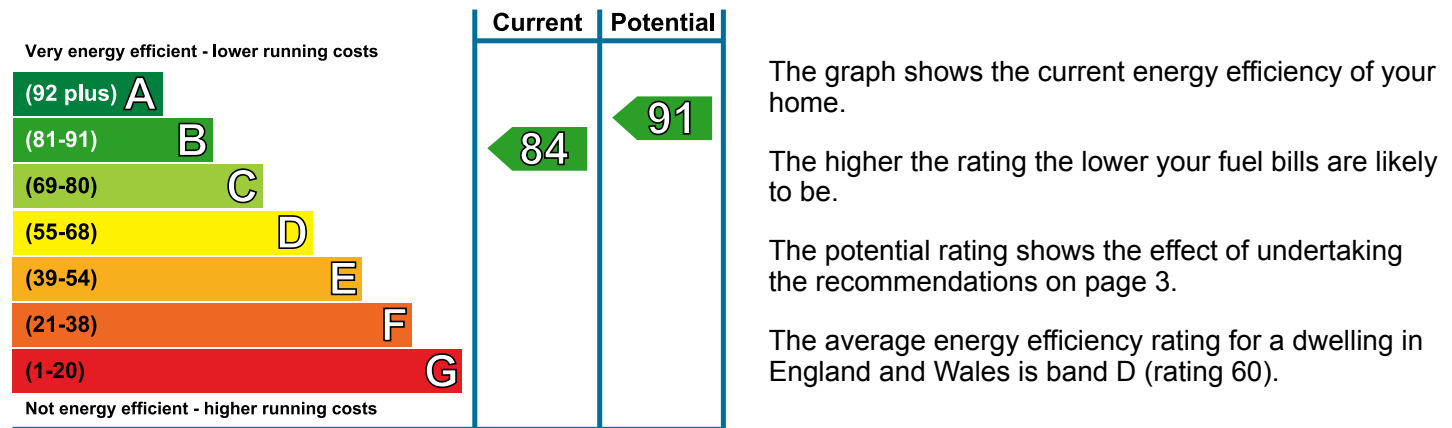 Current Potential
Very energy efficient - lower running costs
(92 plus) A
(81-91) B
(69-80) C
(55-68) D
(39-54) E
(21-38) F
(1-20) G
Not energy efficient - higher running costs
84
91
The graph shows the current energy efficiency of your
home.
The higher the rating the lower your fuel bills are likely
to be.
The potential rating shows the effect of undertaking
the recommendations on page 3.
The average energy efficiency rating for a dwelling in
England and Wales is band D (rating 60).